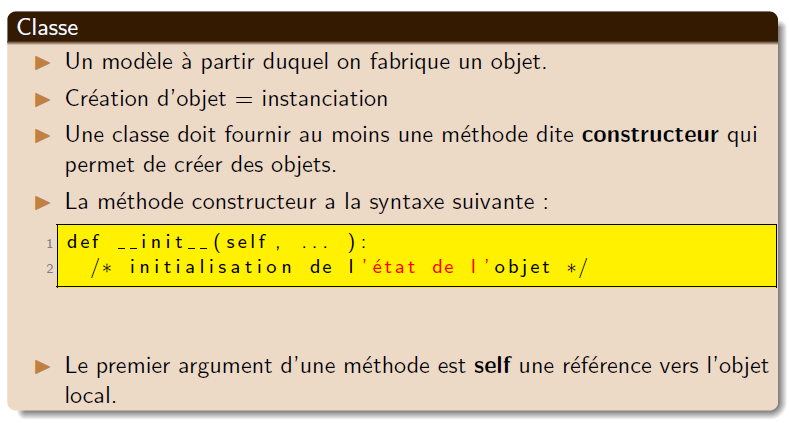 Classe
Un modèle à partir duquel on fabrique un objet.
Création d'objet = instanciation
Une classe doit fournir au moins une méthode dite constructeur qui
permet de créer des objets.
La méthode constructeur a la syntaxe suivante :
1 def __init__(self, ... ):
2 /* initialisation de l'état de l'objet */
Le premier argument d'une méthode est self une référence vers l'objet
local.